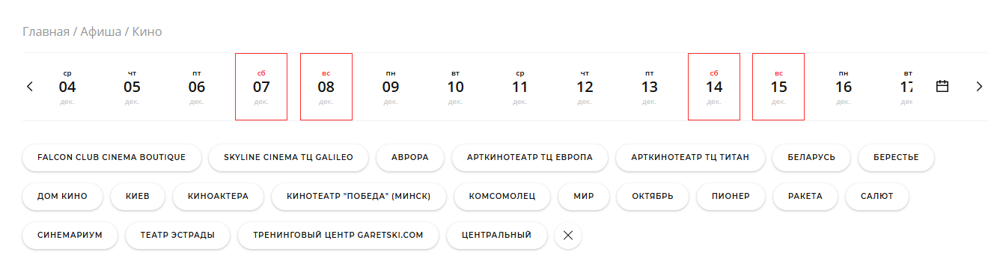 Главная / Афиша / Кино
ср чт пт сб вс пн вт ср чт пт сб вс пн вт
04 05 06 07 08 09 10 11 12 13 14 15 16 17
дек. дек. дек. дек. дек. дек. дек. дек. дек. дек. дек. дек. дек. дек
FALCON CLUB CINEMA BOUTIQUE SKYLINE CINEMA ТЦ GALILEO АВРОРА АРТКИНОТЕАТР ТЦ ЕВРОПА АРТКИНОТЕАТР ТЦ ТИТАН БЕЛАРУСЬ БЕРЕСТЬЕ
ДОМ КИНО КИЕВ КИНОАКТЕРА КИНОТЕАТР "ПОБЕДА" (МИНСК) КОМСОМОЛЕЦ МИР ОКТЯБРЬ ПИОНЕР РАКЕТА САЛЮТ
СИНЕМАРИУМ ТЕАТР ЭСТРАДЫ ТРЕНИНГОВЫЙ ЦЕНТР GARETSKI.COM ЦЕНТРАЛЬНЫЙ